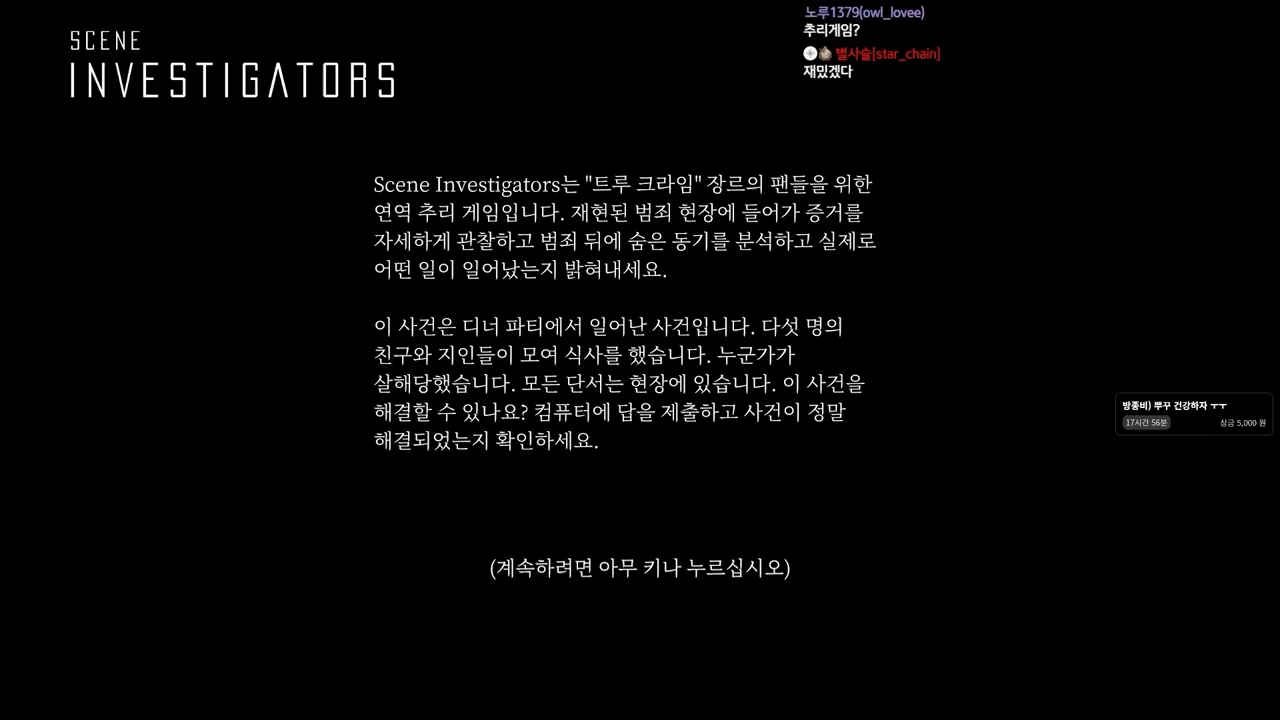 SCENE
INVESTIGATORS
노루1379(owl_lovee)
추리게임?
별사슬[star_chain]
재밌겠다
Scene Investigators는 "트루 크라임" 장르의 팬들을 위한
연역 추리 게임입니다. 재현된 범죄 현장에 들어가 증거를
자세하게 관찰하고 범죄 뒤에 숨은 동기를 분석하고 실제로
어떤 일이 일어났는지 밝혀내세요.
이 사건은 디너 파티에서 일어난 사건입니다. 다섯 명의
친구와 지인들이 모여 식사를 했습니다. 누군가가
살해당했습니다. 모든 단서는 현장에 있습니다. 이 사건을
해결할 수 있나요? 컴퓨터에 답을 제출하고 사건이 정말
해결되었는지 확인하세요.
방종비) 뿌꾸 건강하자 ㅜㅜ
17시간 56분 상금 5,000 원
(계속하려면 아무 키나 누르십시오)